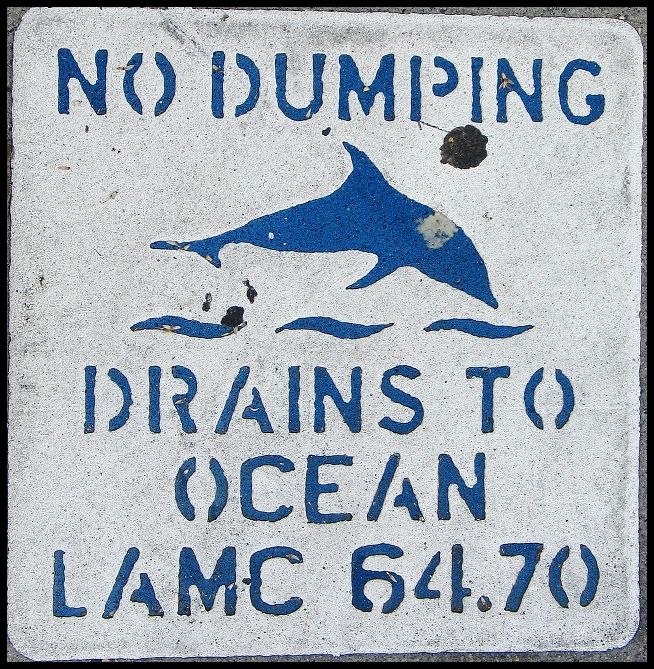 NO DUMPING
DRAINS TO
OCEAN
LAMC 64.70